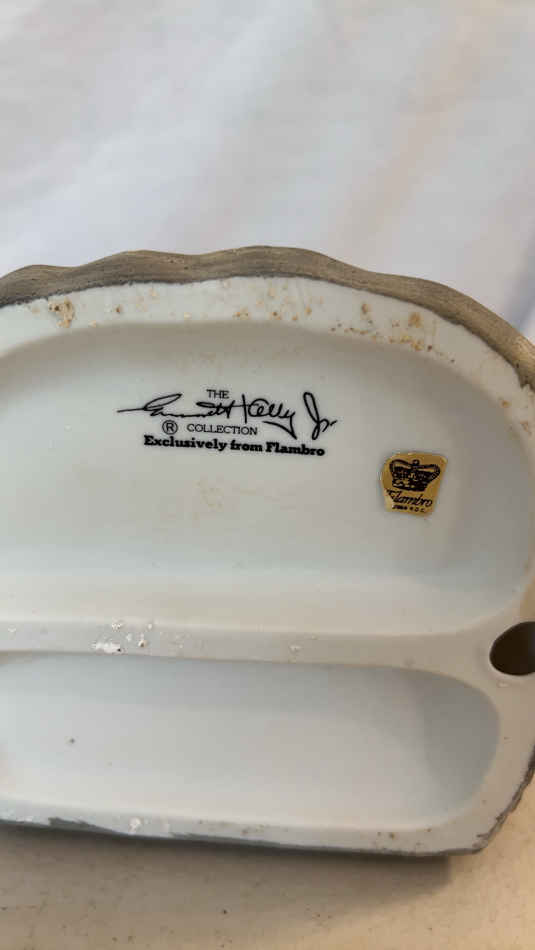 THE
Emmett Kelly Jr.
® COLLECTION
Exclusively from Flambro
Flambro
R.O.C.